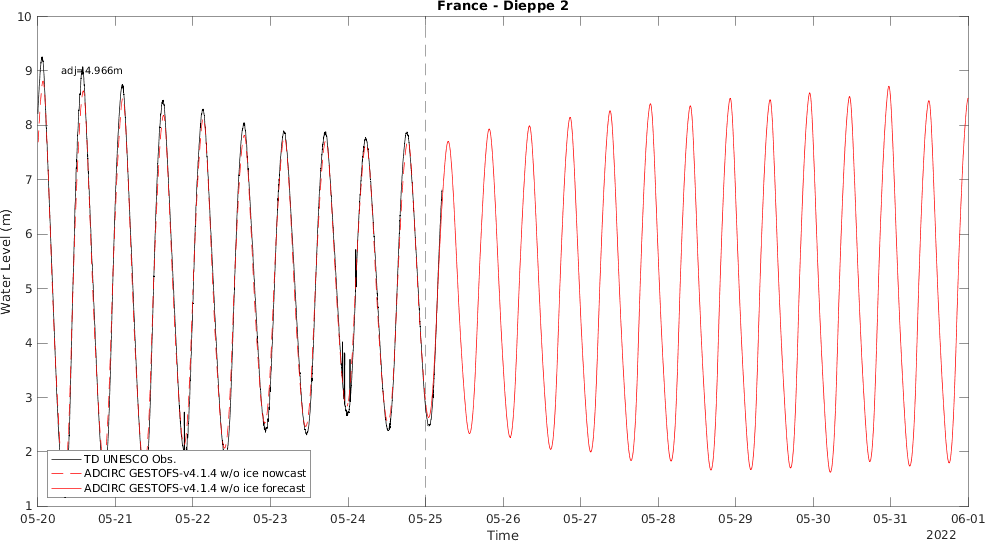 France - Dieppe 2
10
9
8
7
6
5
4
3
2
1
Water Level (m)
adj=4.966m
TD UNESCO Obs.
ADCIRC GESTOFS-v4.1.4 w/o ice nowcast
ADCIRC GESTOFS-v4.1.4 w/o ice forecast
05-20 05-21 05-22 05-23 05-24 05-25 05-26 05-27 05-28 05-29 05-30 05-31 06-01
Time
2022